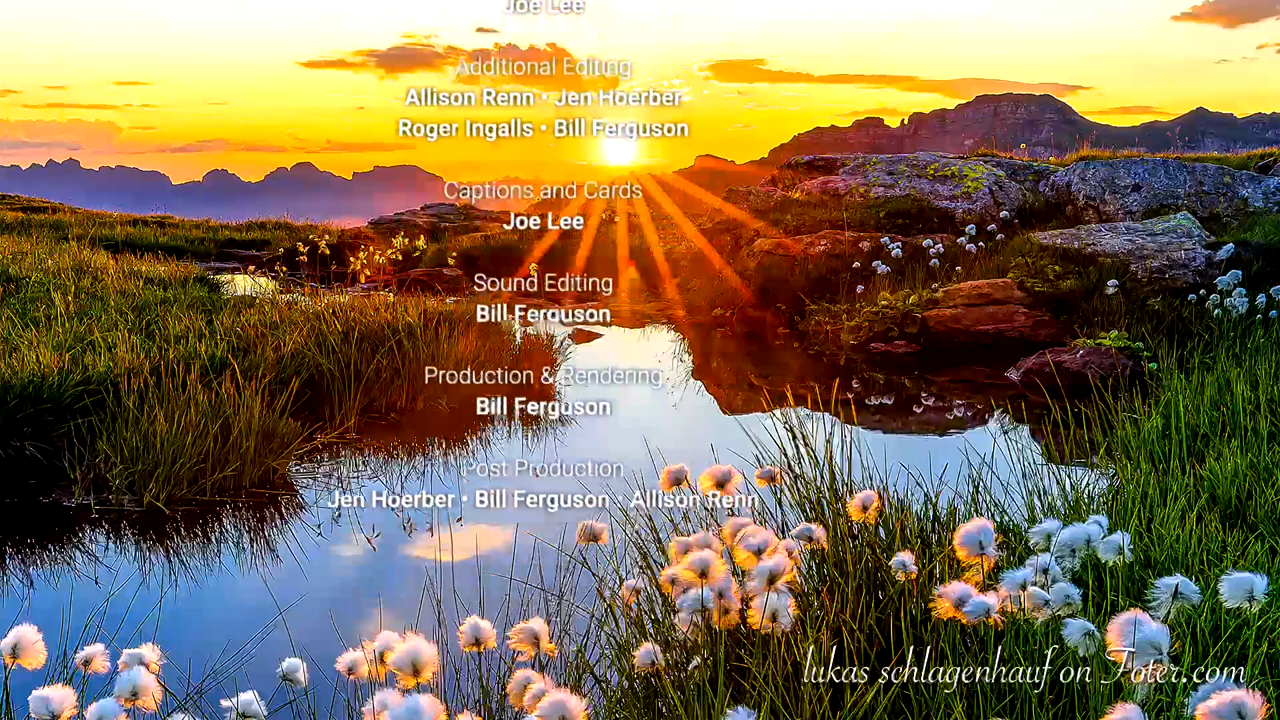 Joe Lee
Additional Editing
Allison Renn • Jen Hoerber
Roger Ingalls • Bill Ferguson
Captions and Cards
Joe Lee
Sound Editing
Bill Ferguson
Production & Rendering
Bill Ferguson
Post Production
Jen Hoerber • Bill Ferguson • Allison Renn
lukas schlagenhauf on Foter.com